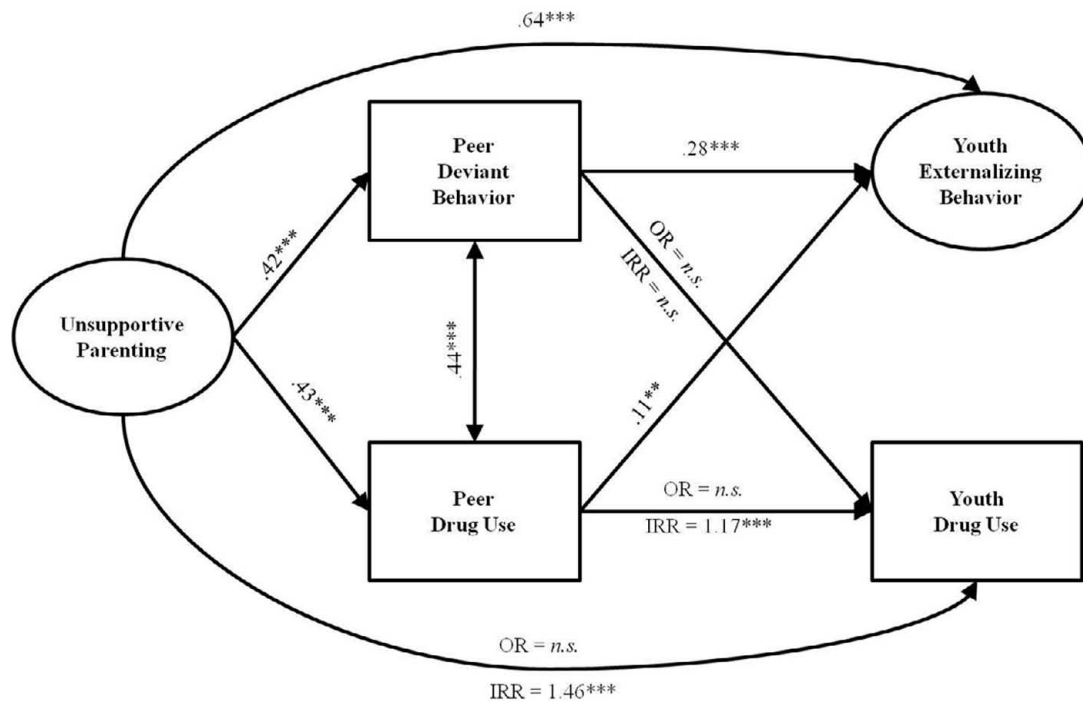 .64***
Peer
Deviant
Behavior
.28***
Youth
Externalizing
Behavior
OR = n.s.
IRR = n.s.
.42***
Unsupportive
Parenting
.44***
.43***
.11**
Peer
Drug Use
OR = n.s.
IRR = 1.17***
Youth
Drug Use
OR = n.s.
IRR = 1.46***